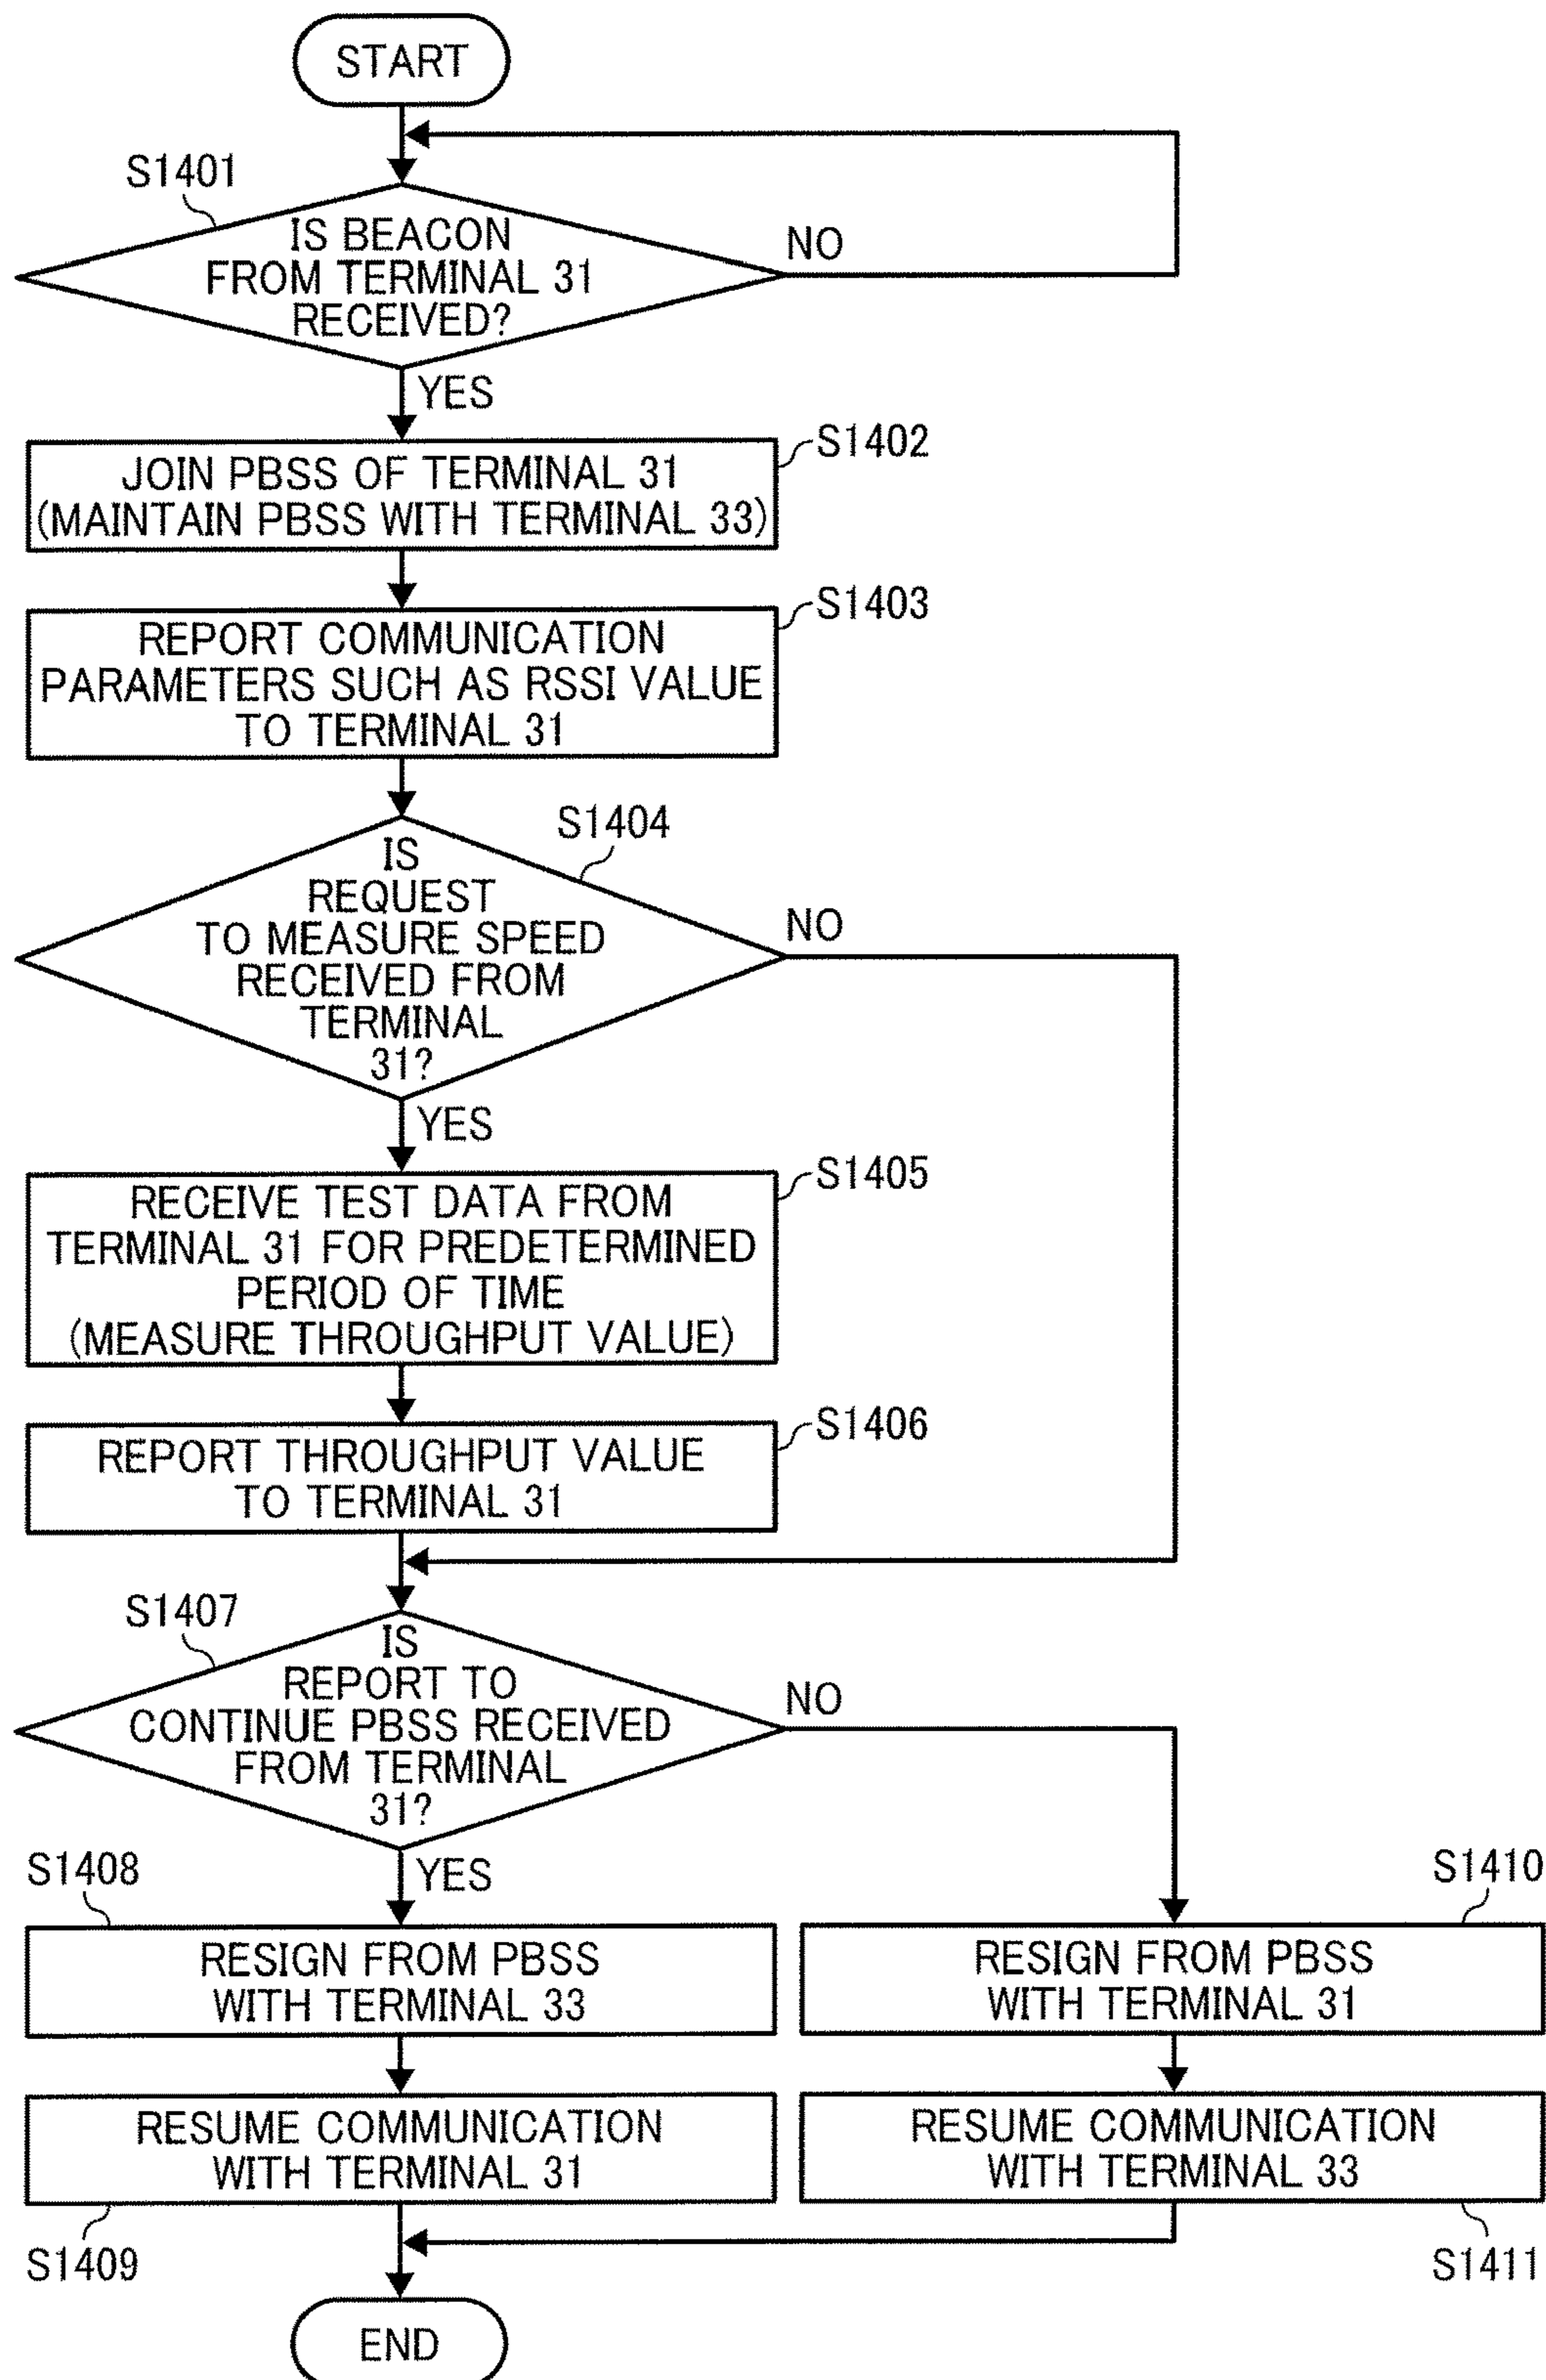 START
S1401
IS BEACON
FROM TERMINAL 31
RECEIVED?
NO
YES
S1402
JOIN PBSS OF TERMINAL 31
(MAINTAIN PBSS WITH TERMINAL 33)
S1403
REPORT COMMUNICATION
PARAMETERS SUCH AS RSSI VALUE
TO TERMINAL 31
S1404
IS
REQUEST
TO MEASURE SPEED
RECEIVED FROM
TERMINAL
31?
NO
YES
S1405
RECEIVE TEST DATA FROM
TERMINAL 31 FOR PREDETERMINED
PERIOD OF TIME
(MEASURE THROUGHPUT VALUE)
S1406
REPORT THROUGHPUT VALUE
TO TERMINAL 31
S1407
IS
REPORT TO
CONTINUE PBSS RECEIVED
FROM TERMINAL
31?
NO
YES
S1408
RESIGN FROM PBSS
WITH TERMINAL 33
S1410
RESIGN FROM PBSS
WITH TERMINAL 31
RESUME COMMUNICATION
WITH TERMINAL 31
S1409
RESUME COMMUNICATION
WITH TERMINAL 33
S1411
END